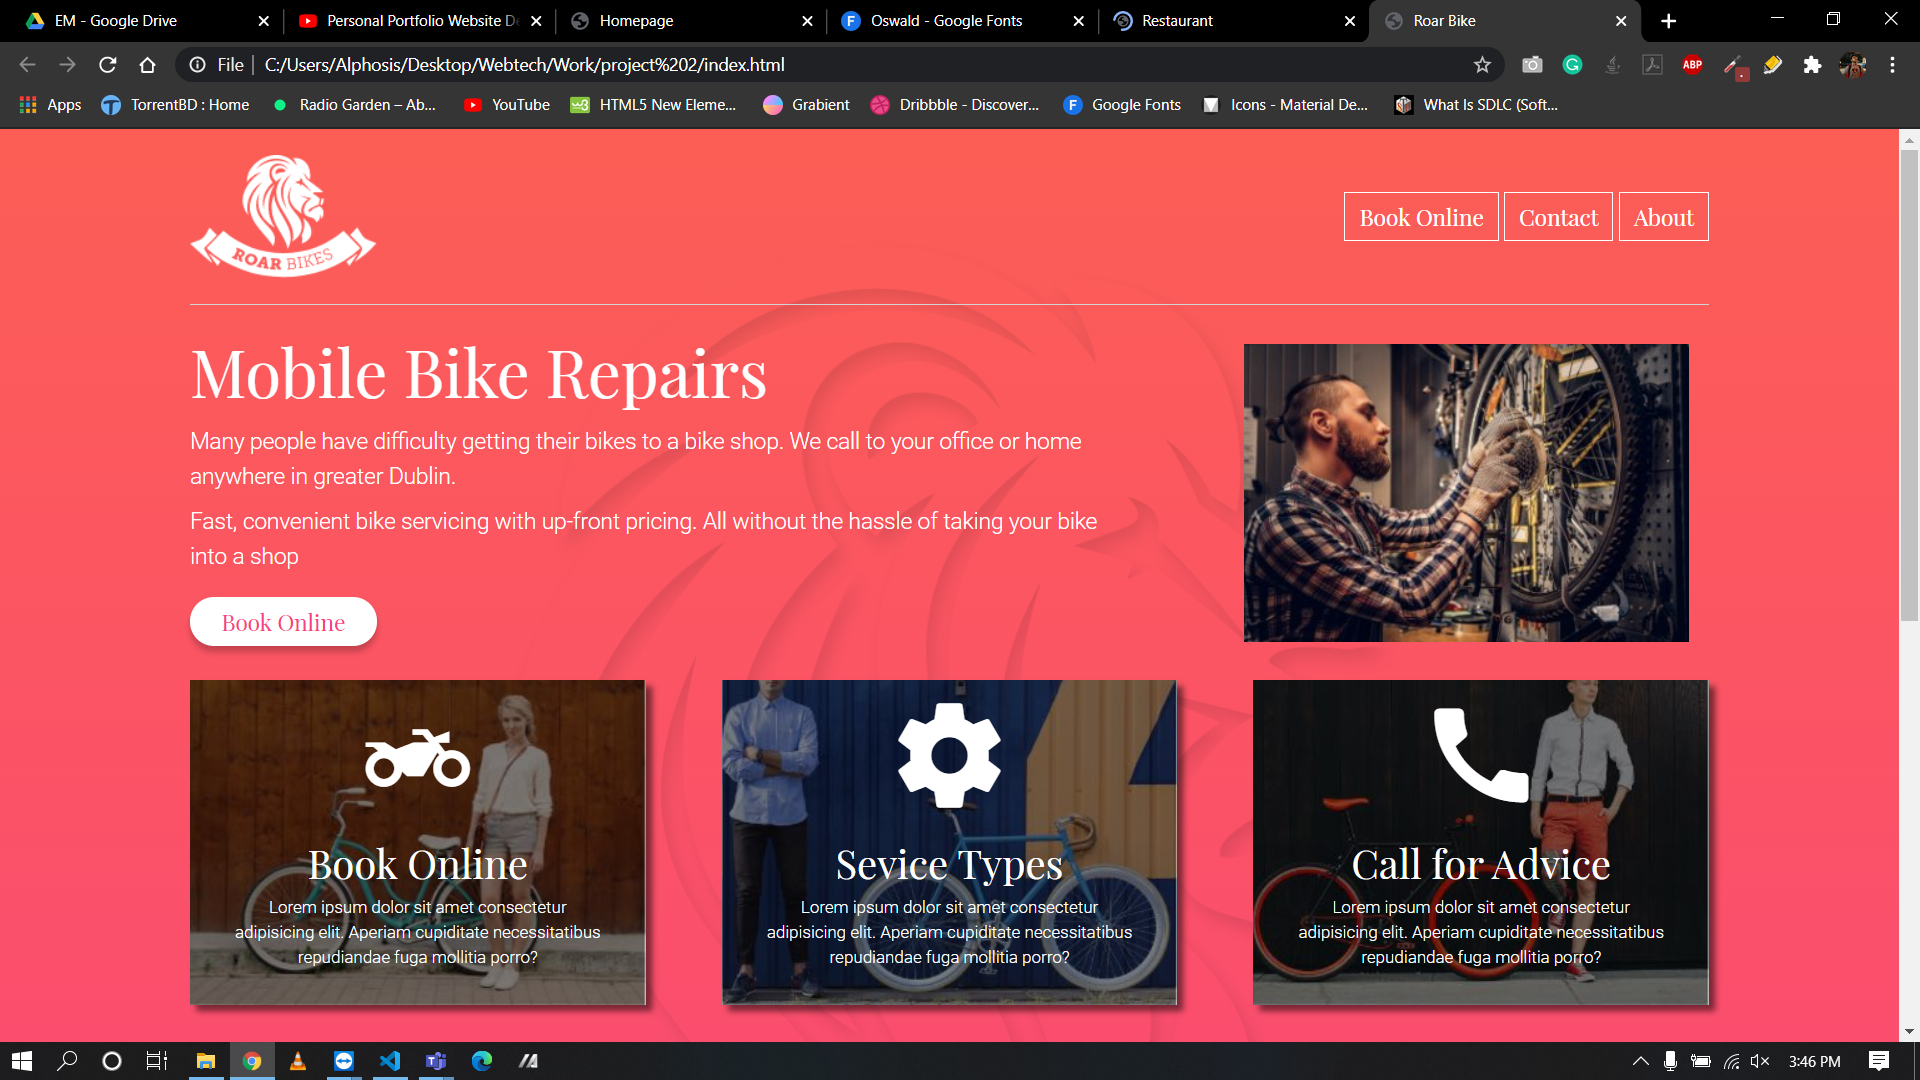 EM - Google Drive
Personal Portfolio Website De
Homepage
Oswald - Google Fonts
Restaurant
Roar Bike
File
C:/Users/Alphosis/Desktop/Webtech/Work/project%202/index.html
ABP
Apps
TorrentBD : Home
Radio Garden – Ab...
YouTube
HTML5 New Eleme...
Grabient
Dribbble - Discover...
Google Fonts
Icons - Material De...
What Is SDLC (Soft...
ROAR BIKES
Book Online
Contact
About
Mobile Bike Repairs
Many people have difficulty getting their bikes to a bike shop. We call to your office or home
anywhere in greater Dublin.
Fast, convenient bike servicing with up-front pricing. All without the hassle of taking your bike
into a shop
Book Online
Book Online
Lorem ipsum dolor sit amet consectetur
adipisicing elit. Aperiam cupiditate necessitatibus
repudiandae fuga mollitia porro?
Sevice Types
Lorem ipsum dolor sit amet consectetur
adipisicing elit. Aperiam cupiditate necessitatibus
repudiandae fuga mollitia porro?
Call for Advice
Lorem ipsum dolor sit amet consectetur
adipisicing elit. Aperiam cupiditate necessitatibus
repudiandae fuga mollitia porro?
3:46 PM